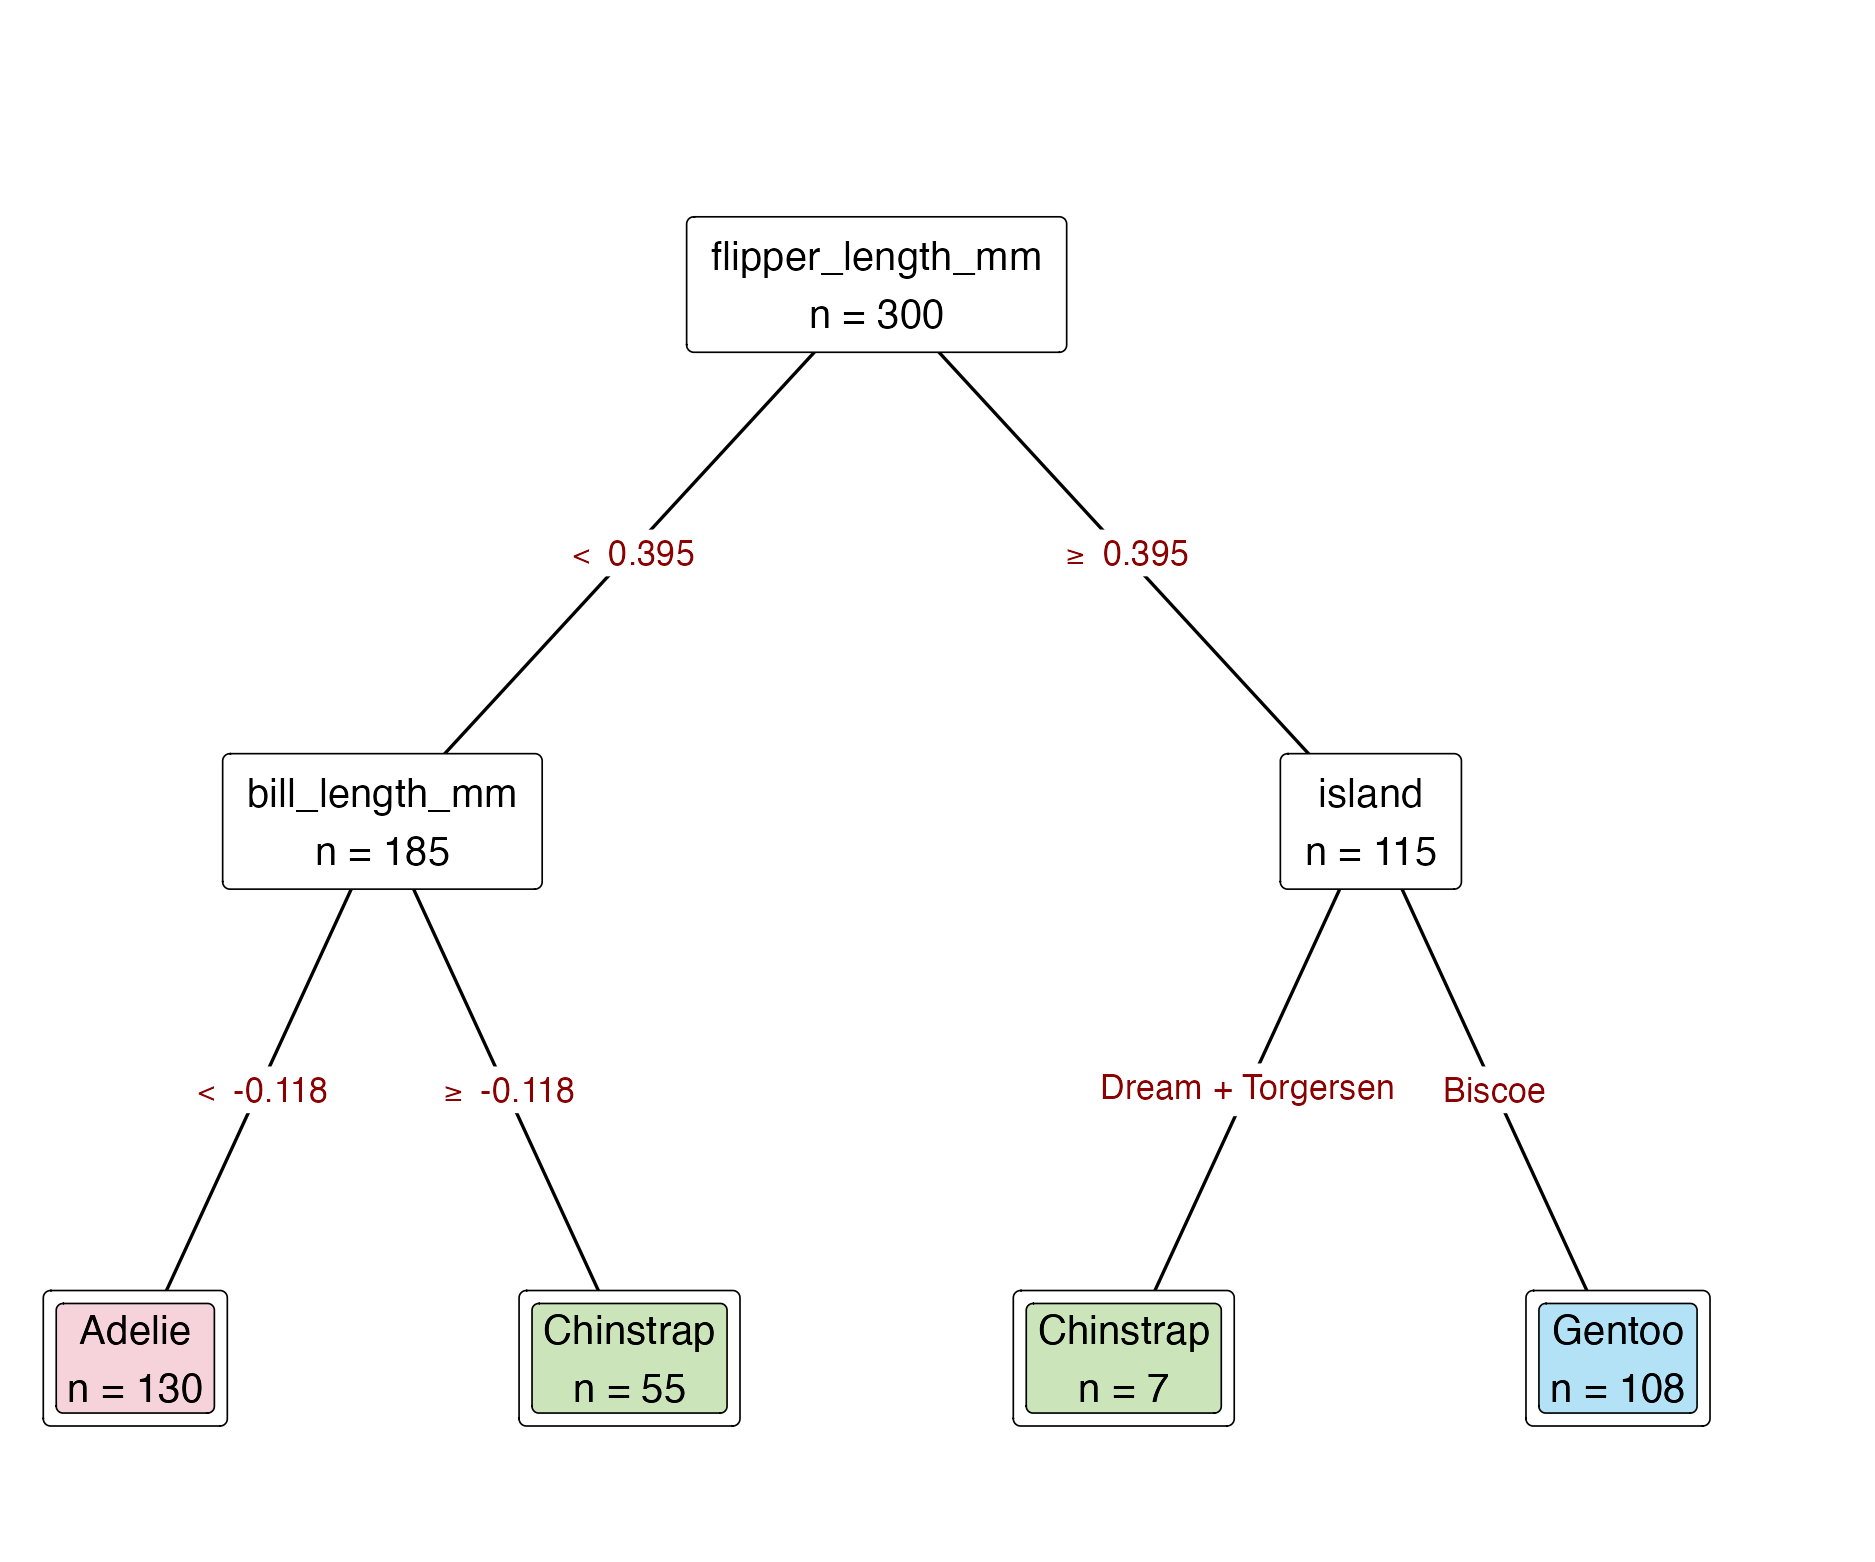 flipper_length_mm
n = 300
< 0.395
≥ 0.395
bill_length_mm
n = 185
island
n = 115
< -0.118
≥ -0.118
Dream + Torgersen
Biscoe
Adelie
n = 130
Chinstrap
n = 55
Chinstrap
n = 7
Gentoo
n = 108